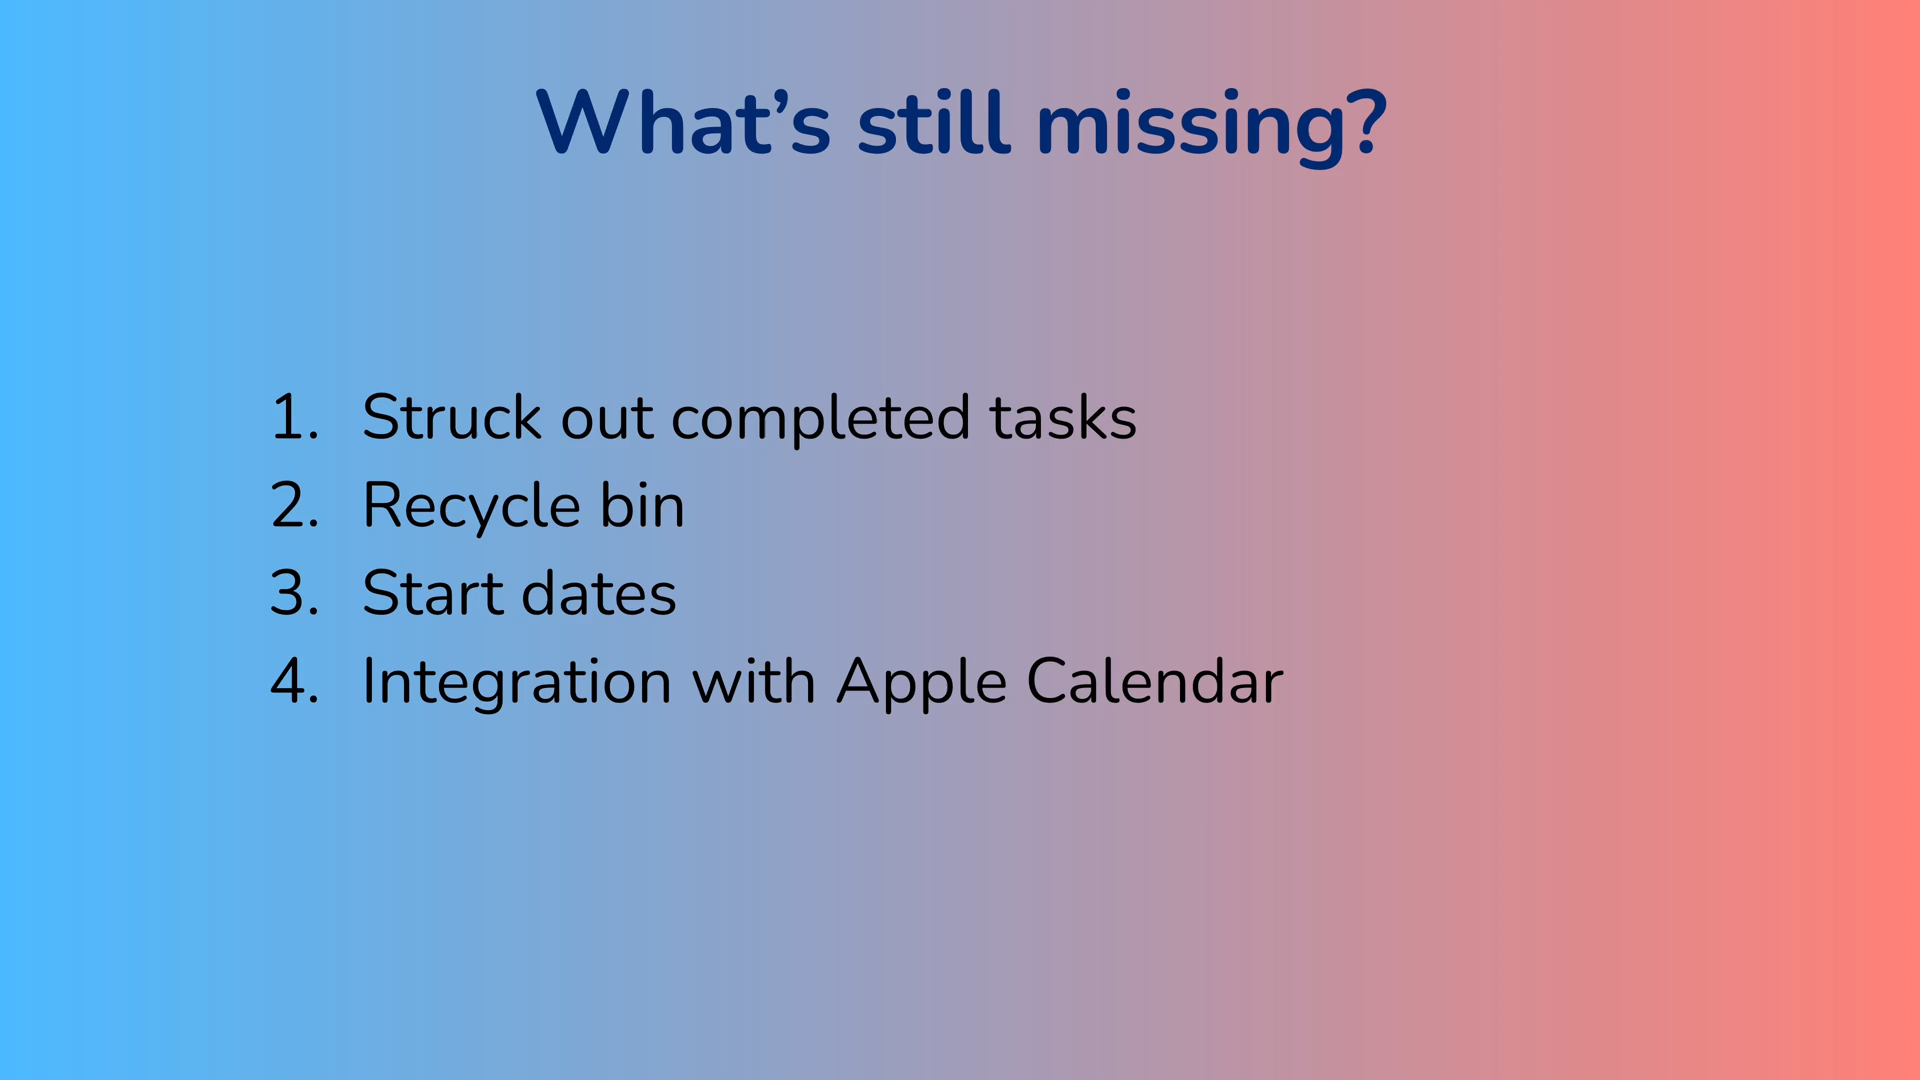 What’s still missing?
1. Struck out completed tasks
2. Recycle bin
3. Start dates
4. Integration with Apple Calendar